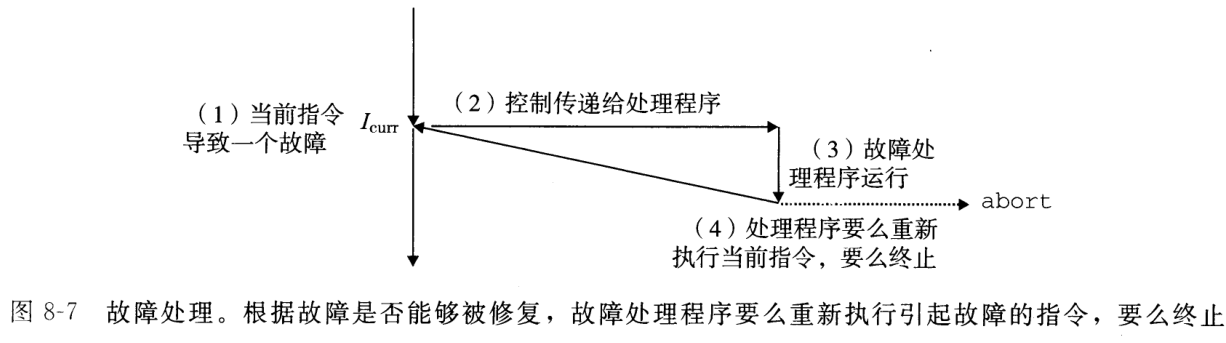 （1）当前指令
导致一个故障
I curr
（2）控制传递给处理程序
（3）故障处
理程序运行
abort
（4）处理程序要么重新
执行当前指令，要么终止
图 8-7 故障处理。根据故障是否能够被修复，故障处理程序要么重新执行引起故障的指令，要么终止